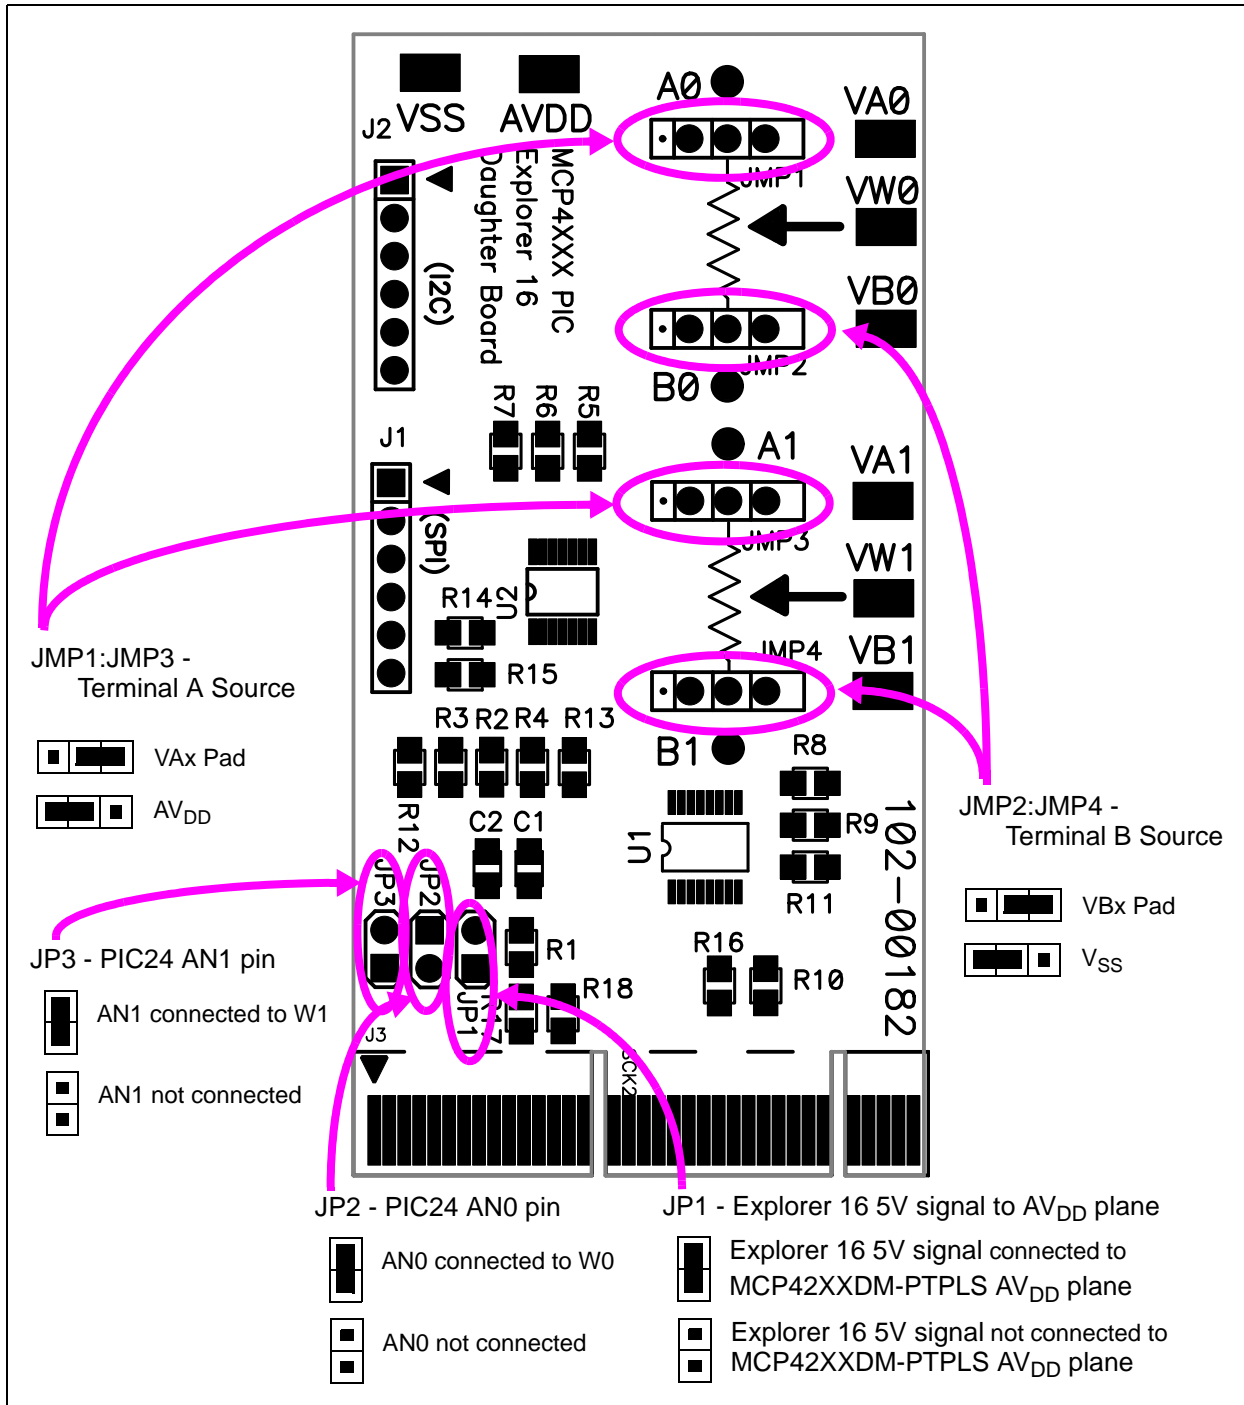 VSS
AVDD
J2
(I2C)
MCP4XXX PIC
Explorer 16
Daughter Board
A0
JMP1
VA0
VW0
VB0
JMP2
B0
R7
R6
R5
J1
(SPI)
A1
JMP3
VA1
VW1
JMP4
VB1
B1
U2
R14
R15
R3
R2
R4
R13
R12
C2
C1
U1
R8
R9
R11
102-00182
JP3
JP2
JP1
R1
R17
R18
R16
R10
J3
SCK2
JMP1:JMP3 -
Terminal A Source
VAx Pad
AVDD
JMP2:JMP4 -
Terminal B Source
VBx Pad
VSS
JP3 - PIC24 AN1 pin
AN1 connected to W1
AN1 not connected
JP2 - PIC24 AN0 pin
AN0 connected to W0
AN0 not connected
JP1 - Explorer 16 5V signal to AVDD plane
Explorer 16 5V signal connected to
MCP42XXDM-PTPLS AVDD plane
Explorer 16 5V signal not connected to
MCP42XXDM-PTPLS AVDD plane